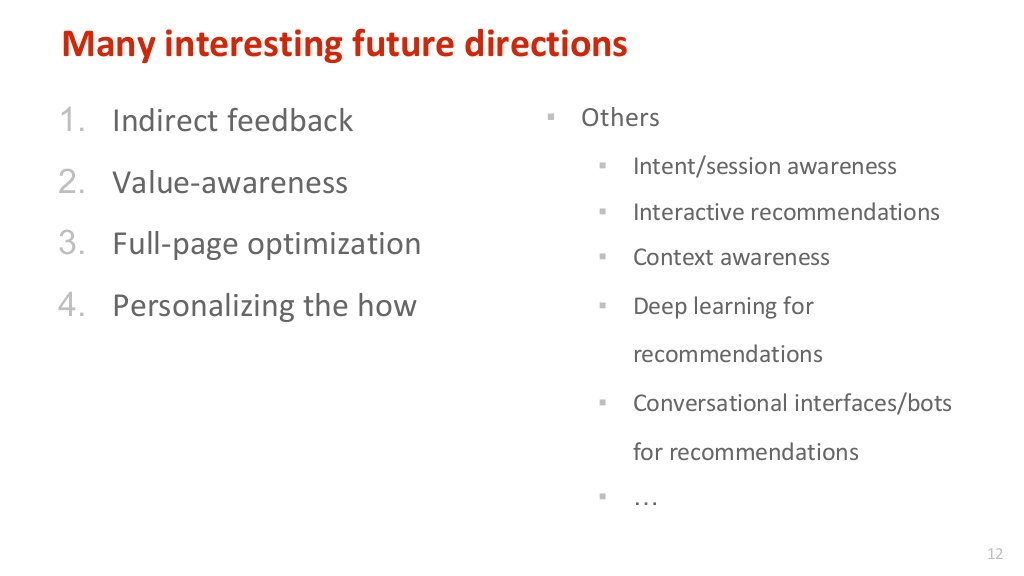 Many interesting future directions
1. Indirect feedback
2. Value-awareness
3. Full-page optimization
4. Personalizing the how
▪ Others
▪ Intent/session awareness
▪ Interactive recommendations
▪ Context awareness
▪ Deep learning for
recommendations
▪ Conversational interfaces/bots
for recommendations
▪ …
12